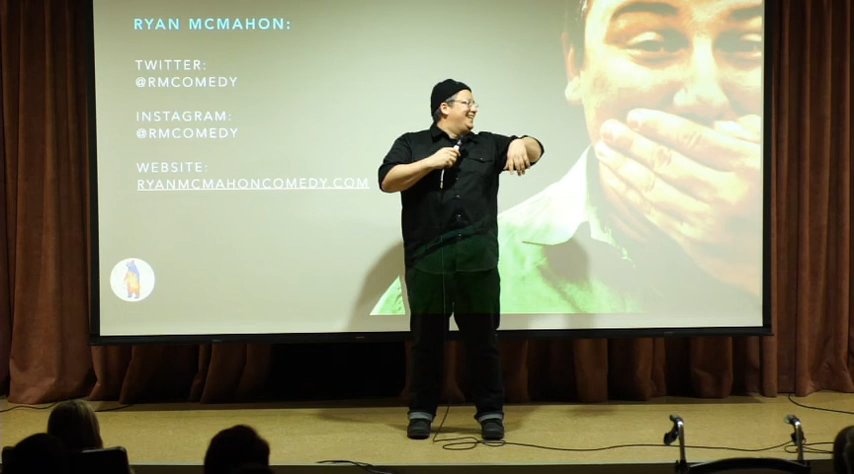 RYAN MCMAHON:
TWITTER:
@RMCOMEDY
INSTAGRAM:
@RMCOMEDY
WEBSITE:
RYANMCMAHONCOMEDY.COM